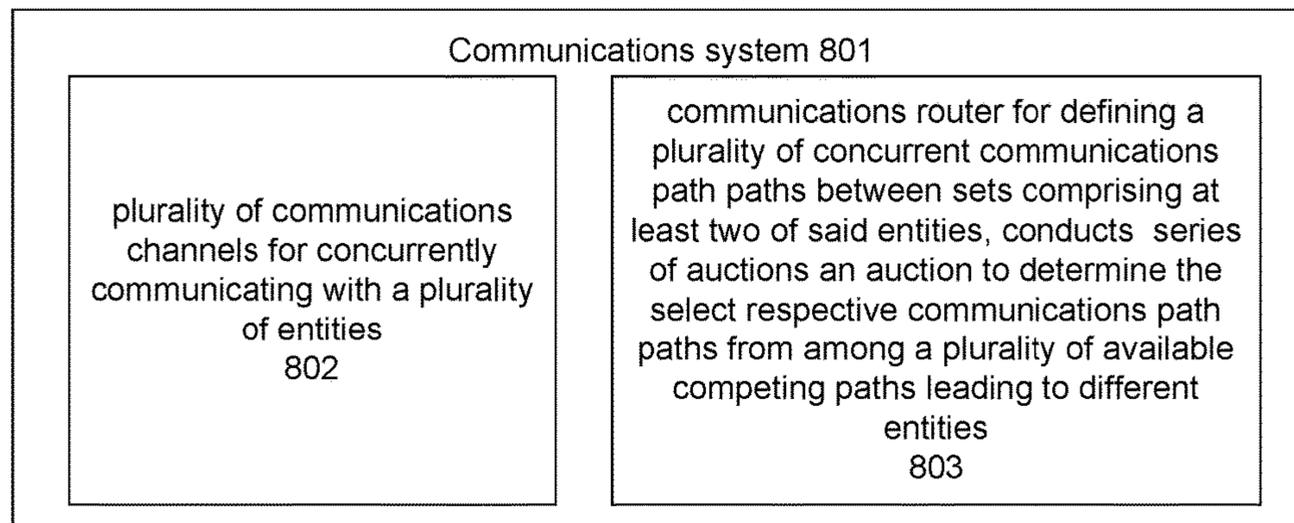 Communications system 801
plurality of communications
channels for concurrently
communicating with a plurality
of entities
802
communications router for defining a
plurality of concurrent communications
path paths between sets comprising at
least two of said entities, conducts series
of auctions an auction to determine the
select respective communications path
paths from among a plurality of available
competing paths leading to different
entities
803